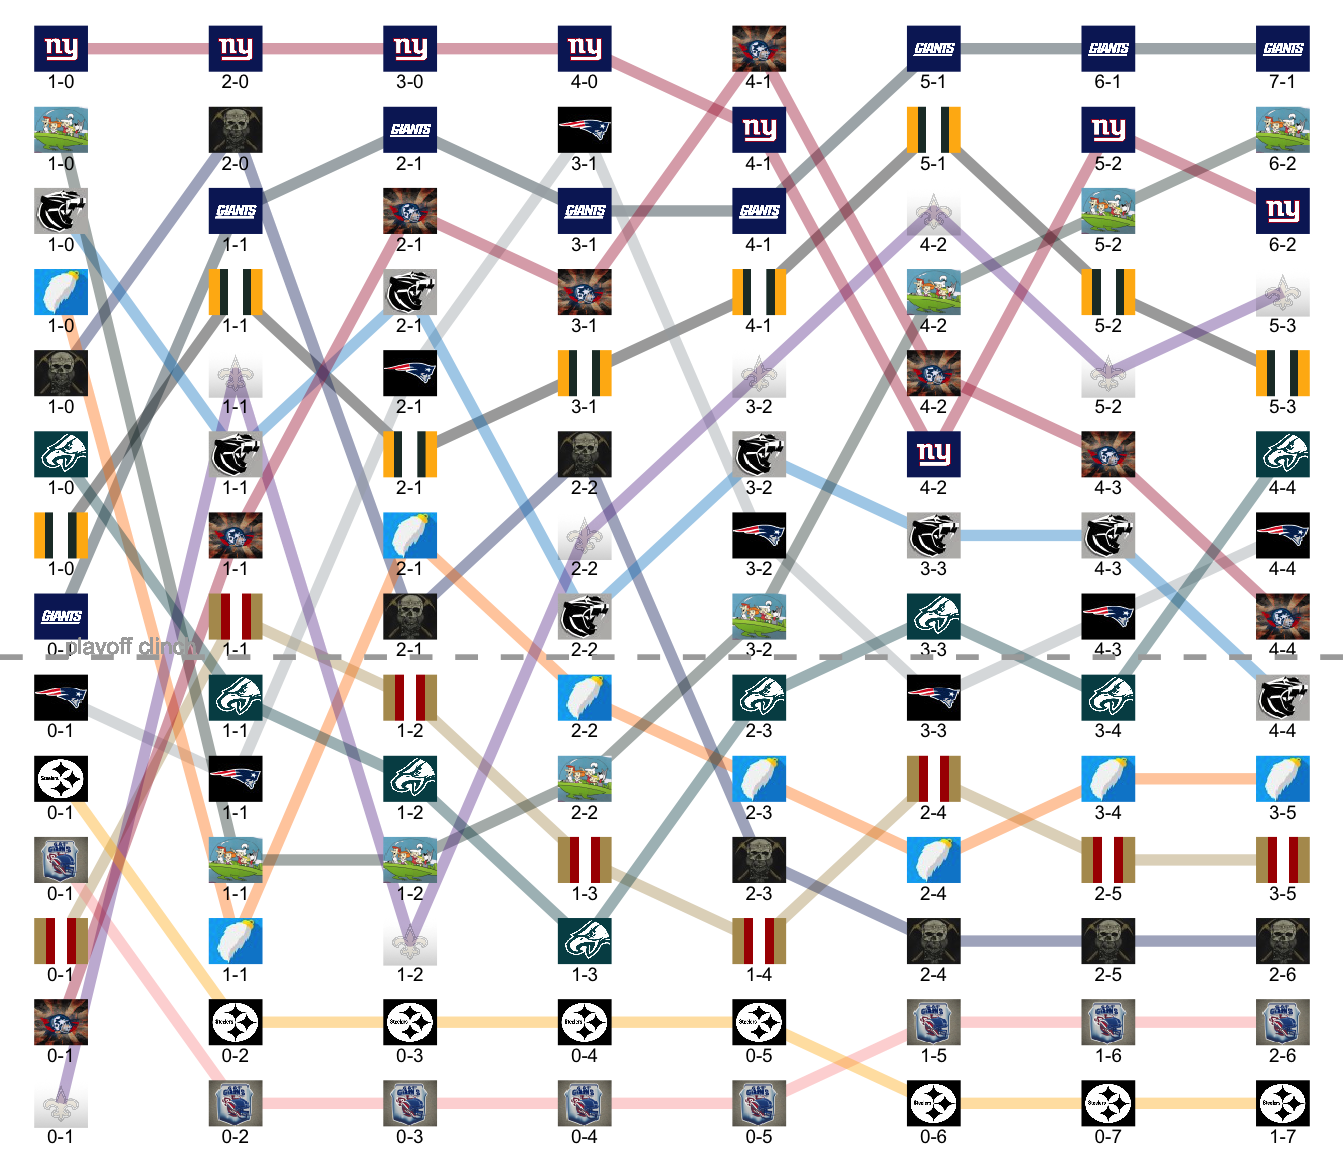 ny ny ny ny GIANTS GIANTS GIANTS
1-0 2-0 3-0 4-0 4-1 5-1 6-1 7-1
GIANTS ny ny
1-0 2-0 2-1 3-1 4-1 5-1 5-2 6-2
GIANTS GIANTS GIANTS ny
1-0 1-1 2-1 3-1 4-1 4-2 5-2 6-2
1-0 1-1 2-1 3-1 4-1 4-2 5-2 5-3
1-0 1-1 2-1 3-1 3-2 4-2 5-2 5-3
ny
1-0 1-1 2-1 2-2 3-2 4-2 4-3 4-4
1-0 1-1 2-1 2-2 3-2 3-3 4-3 4-4
GIANTS
playoff clinch
1-1 2-1 2-2 3-2 3-3 4-3 4-4
0-1 1-1 1-2 2-2 2-3 3-3 3-4 4-4
Steelers
0-1 1-1 1-2 2-2 2-3 2-4 3-4 3-5
0-1 1-1 1-2 1-3 2-3 2-4 2-5 3-5
0-1 1-1 1-2 1-3 1-4 2-4 2-5 2-6
Steelers Steelers Steelers Steelers
0-1 0-2 0-3 0-4 0-5 1-5 1-6 2-6
Steelers Steelers Steelers
0-1 0-2 0-3 0-4 0-5 0-6 0-7 1-7